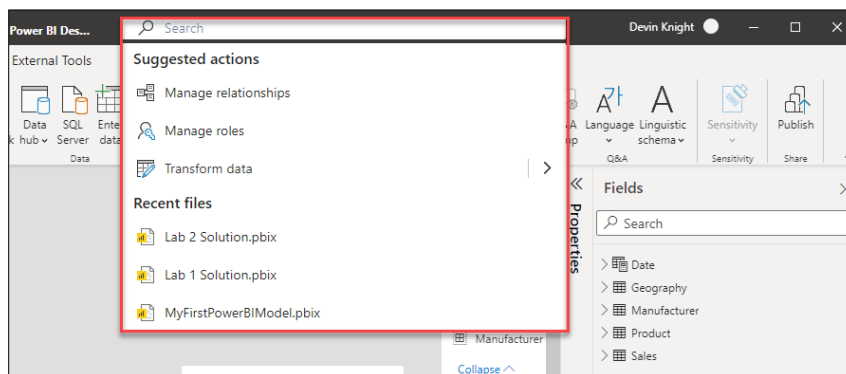 Power BI Des...
Search
Devin Knight
External Tools
Suggested actions
Manage relationships
Manage roles
Transform data
Recent files
Lab 2 Solution.pbix
Lab 1 Solution.pbix
MyFirstPowerBIModel.pbix
Data
hub
SQL
Server
Data
Language
Linguistic
schema
Q&A
Sensitivity
Sensitivity
Publish
Share
Properties
Fields
Search
Date
Geography
Manufacturer
Product
Sales
Manufacturer
Collapse